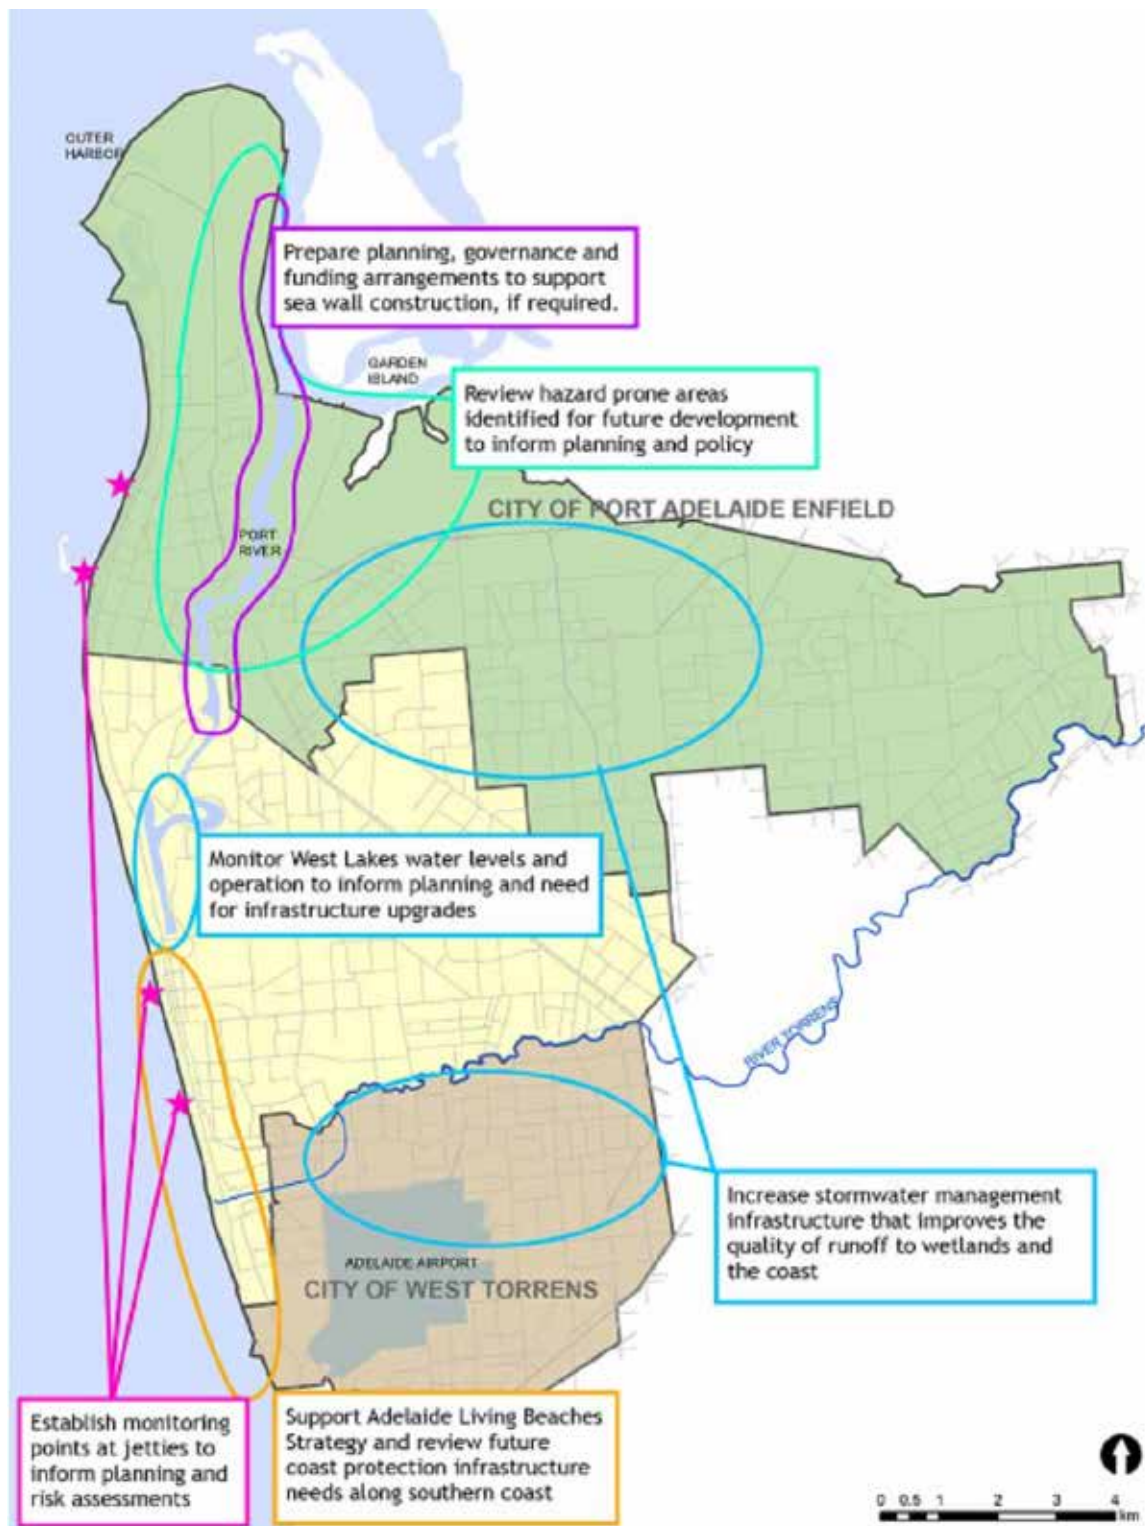 OUTER
HARBOR
Prepare planning, governance and
funding arrangements to support
sea wall construction, if required.
GARDEN
ISLAND
Review hazard prone areas
identified for future development
to inform planning and policy
CITY OF PORT ADELAIDE ENFIELD
PORT
RIVER
Monitor West Lakes water levels and
operation to inform planning and need
for infrastructure upgrades
RIVER TORRENS
Increase stormwater management
infrastructure that improves the
quality of runoff to wetlands and
the coast
ADELAIDE AIRPORT
CITY OF WEST TORRENS
Establish monitoring
points at jetties to
inform planning and
risk assessments
Support Adelaide Living Beaches
Strategy and review future
coast protection infrastructure
needs along southern coast
0 0.5 1 2 3 4
km